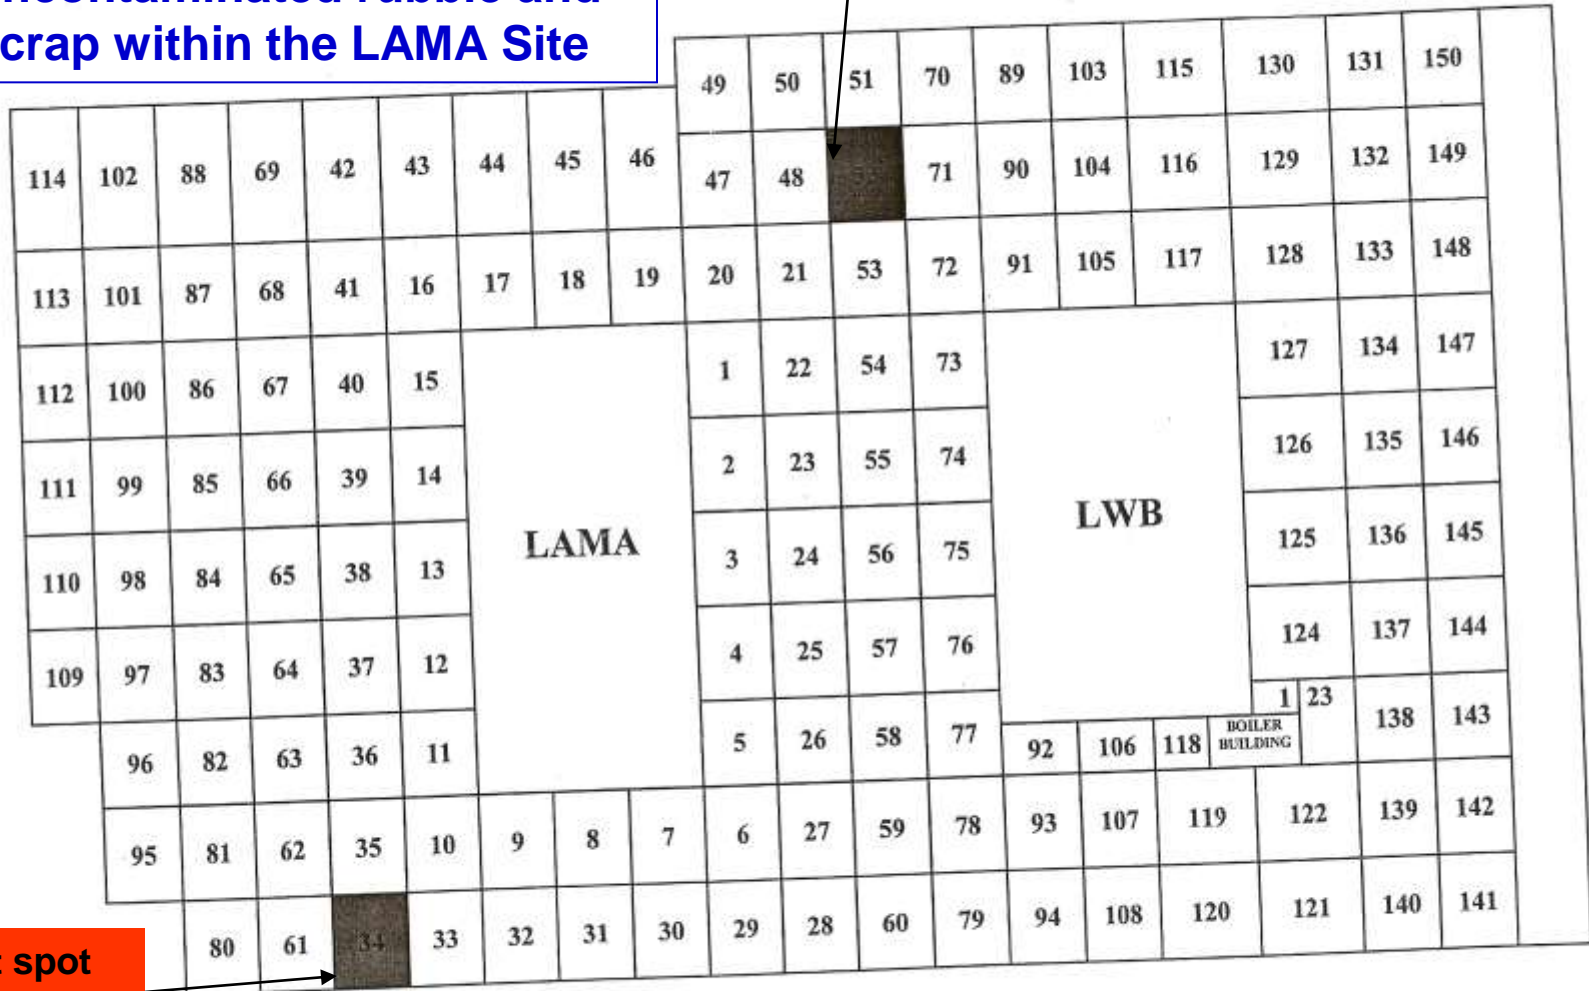 ncontaminated rubble and
crap within the LAMA Site
49 50 51 70 89 103 115 130 131 150
114 102 88 69 42 43 44 45 46 47 48 71 90 104 116 129 132 149
113 101 87 68 41 16 17 18 19 20 21 53 72 91 105 117 128 133 148
112 100 86 67 40 15 1 22 54 73 127 134 147
111 99 85 66 39 14 2 23 55 74 126 135 146
LAMA
LWB
110 98 84 65 38 13 3 24 56 75 125 136 145
109 97 83 64 37 12 4 25 57 76 124 137 144
1 23
96 82 63 36 11 5 26 58 77 92 106 118 138 143
BOILER
BUILDING
95 81 62 35 10 9 8 7 6 27 59 78 93 107 119 122 139 142
80 61 34 33 32 31 30 29 28 60 79 94 108 120 121 140 141
t spot